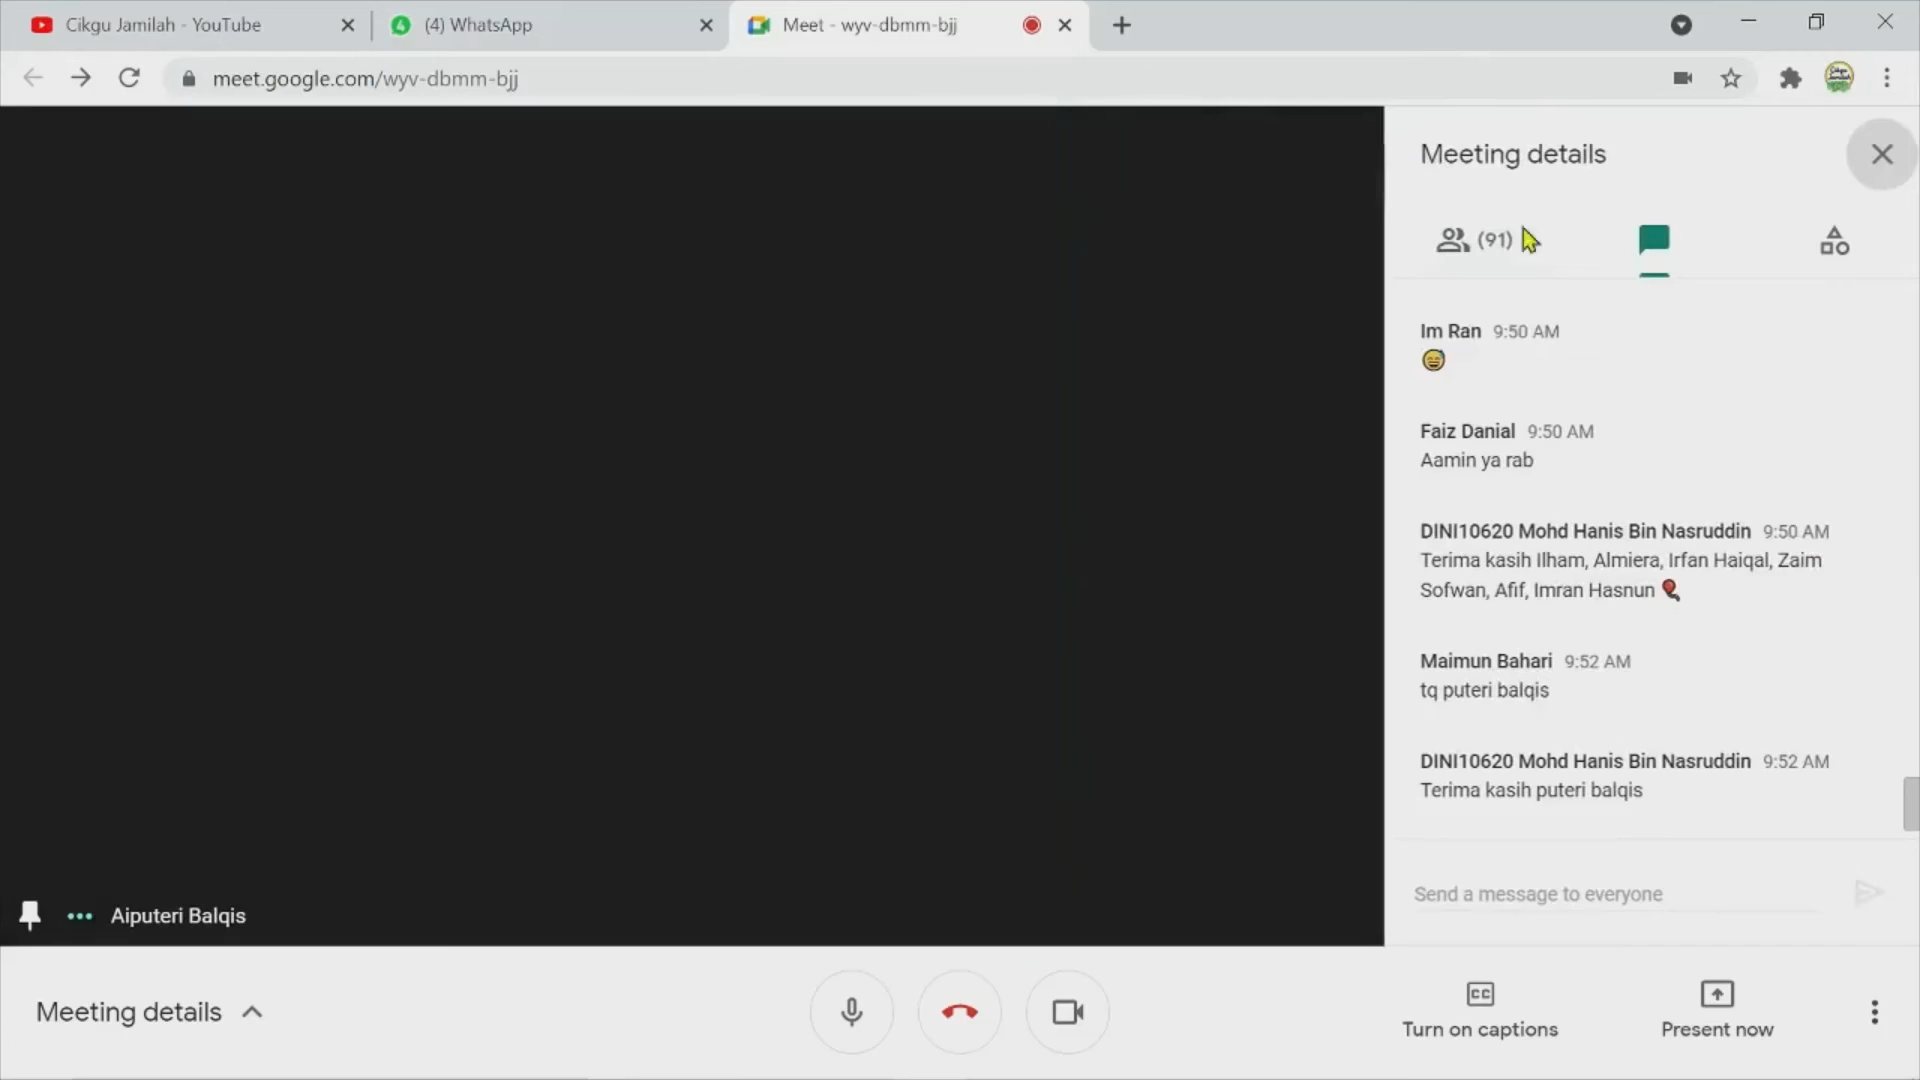 Cikgu Jamilah - YouTube
(4) WhatsApp
Meet - wyv-dbmm-bjj
meet.google.com/wyv-dbmm-bjj
Meeting details
(91)
Im Ran 9:50 AM
😅
Faiz Danial 9:50 AM
Aamin ya rab
DINI10620 Mohd Hanis Bin Nasruddin 9:50 AM
Terima kasih Ilham, Almiera, Irfan Haiqal, Zaim
Sofwan, Afif, Imran Hasnun 🎈
Maimun Bahari 9:52 AM
tq puteri balqis
DINI10620 Mohd Hanis Bin Nasruddin 9:52 AM
Terima kasih puteri balqis
Send a message to everyone
Aiputeri Balqis
Meeting details
Turn on captions
Present now